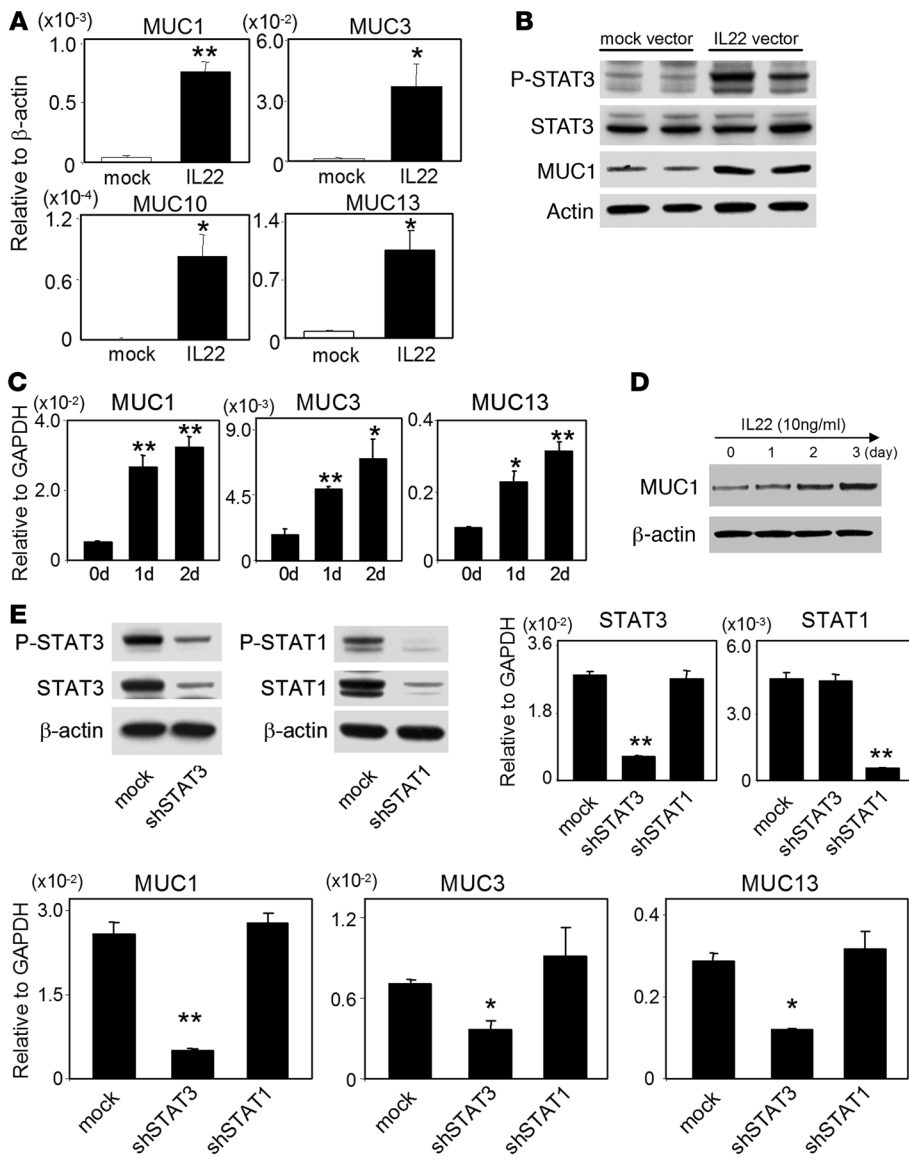 A
(x10-3)
MUC1
(x10-2)
MUC3
1.0
0.5
0
**
mock
IL22
6.0
3.0
0
*
mock
IL22
Relative to β-actin
(x10-4)
MUC10
MUC13
1.2
0.6
0
*
mock
IL22
1.4
0.7
0
*
mock
IL22
B
mock vector
IL22 vector
P-STAT3
STAT3
MUC1
Actin
C
(x10-2)
MUC1
(x10-3)
MUC3
MUC13
Relative to GAPDH
4.0
2.0
0
**
**
0d
1d
2d
9.0
4.5
0
**
*
0d
1d
2d
0.4
0.2
0
*
**
0d
1d
2d
D
IL22 (10ng/ml)
0 1 2 3 (day)
MUC1
β-actin
E
P-STAT3
STAT3
β-actin
mock
shSTAT3
P-STAT1
STAT1
β-actin
mock
shSTAT1
(x10-2)
STAT3
Relative to GAPDH
3.6
1.8
0
**
mock
shSTAT3
shSTAT1
(x10-3)
STAT1
6.0
3.0
0
**
mock
shSTAT3
shSTAT1
(x10-2)
MUC1
Relative to GAPDH
3.0
1.5
0
**
mock
shSTAT3
shSTAT1
(x10-2)
MUC3
1.2
0.6
0
*
mock
shSTAT3
shSTAT1
MUC13
0.4
0.2
0
*
mock
shSTAT3
shSTAT1